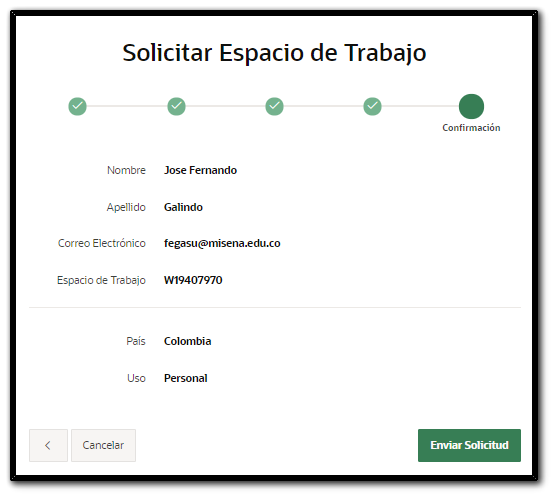 Solicitar Espacio de Trabajo
Confirmación
Nombre Jose Fernando
Apellido Galindo
Correo Electrónico fegasu@misena.edu.co
Espacio de Trabajo W19407970
País Colombia
Uso Personal
Cancelar Enviar Solicitud